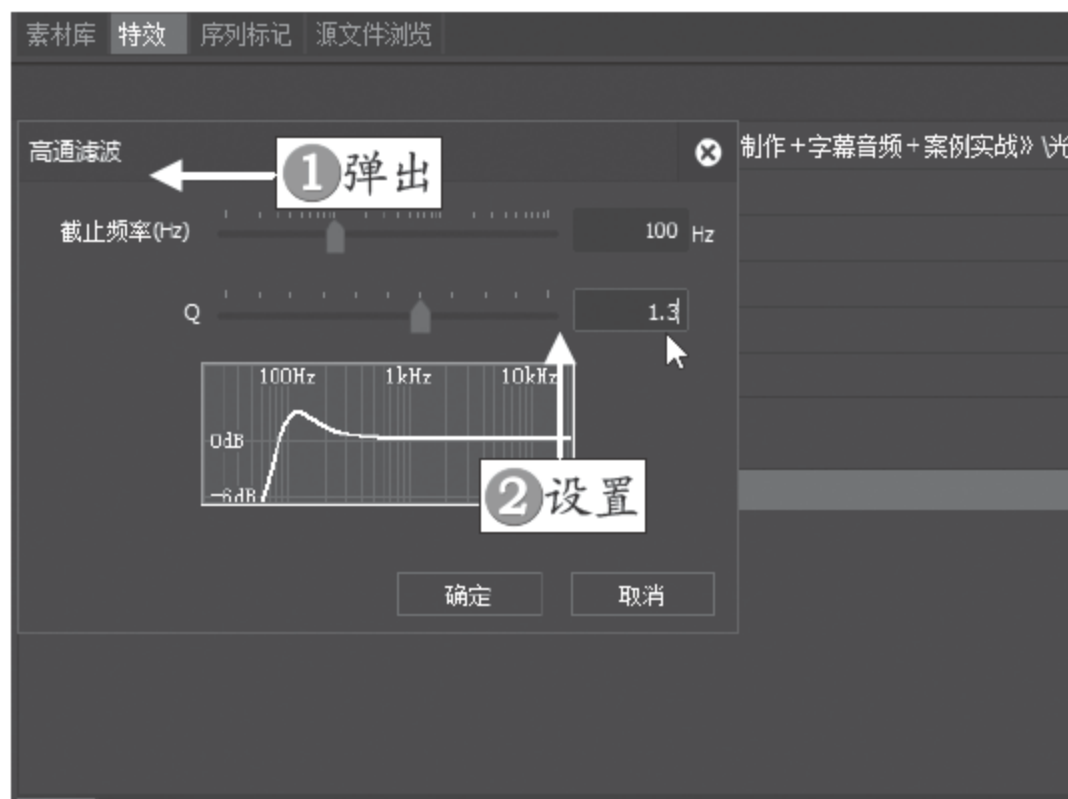 素材库 特效 序列标记 源文件浏览
高通滤波
制作+字幕音频+案例实战》\光
1 弹出
截止频率(Hz) 100 Hz
Q 1.3
100Hz 1kHz 10kHz
0dB
-6dB
2 设置
确定 取消